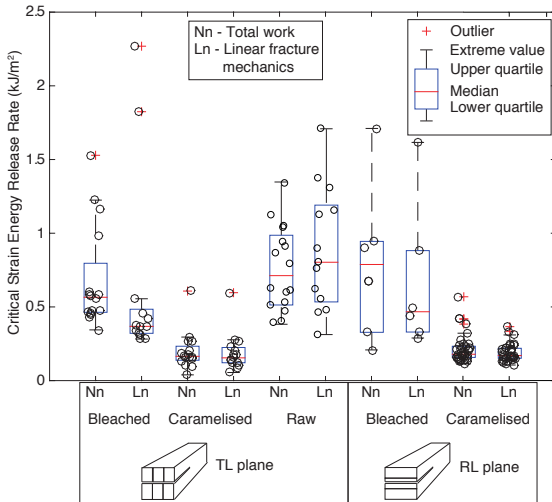 2.5
2
1.5
1
0.5
0
Critical Strain Energy Release Rate (kJ/m²)
Nn - Total work
Ln - Linear fracture
mechanics
Outlier
Extreme value
Upper quartile
Median
Lower quartile
Nn Ln Nn Ln Nn Ln Nn Ln Nn Ln
Bleached Caramelised Raw Bleached Caramelised
TL plane RL plane